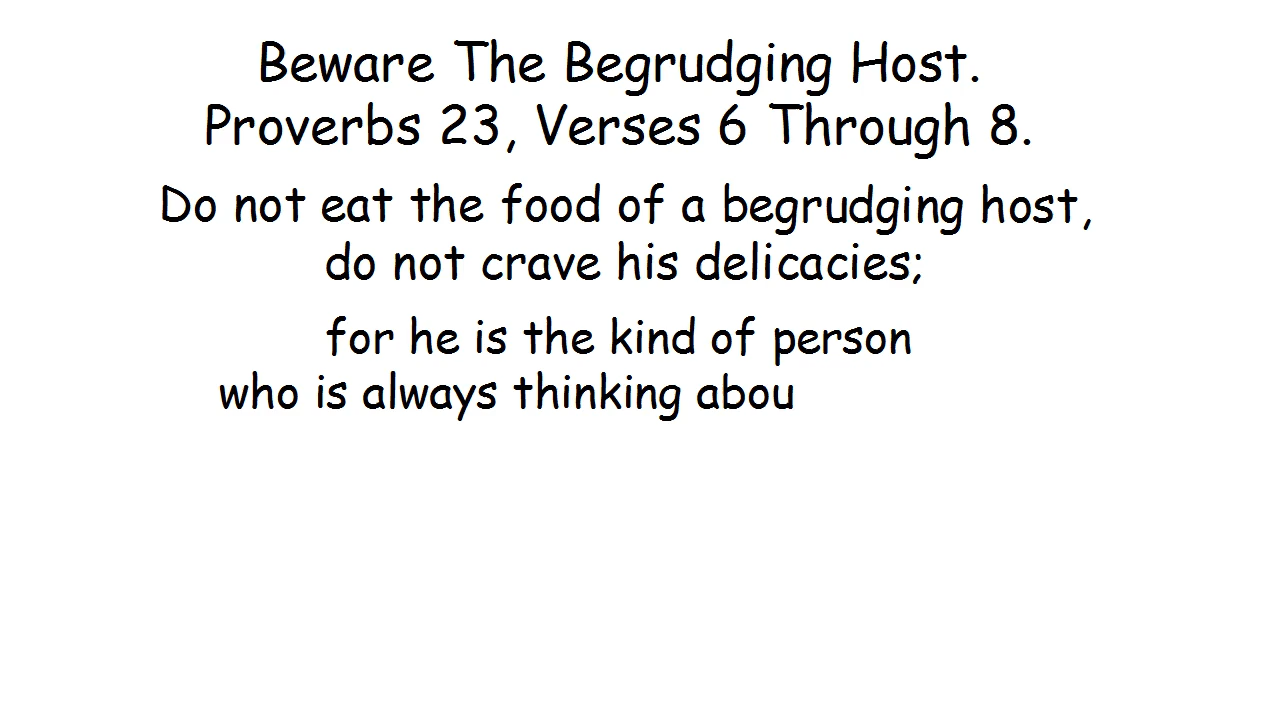 Beware The Begrudging Host.
Proverbs 23, Verses 6 Through 8.
Do not eat the food of a begrudging host,
do not crave his delicacies;
for he is the kind of person
who is always thinking abou